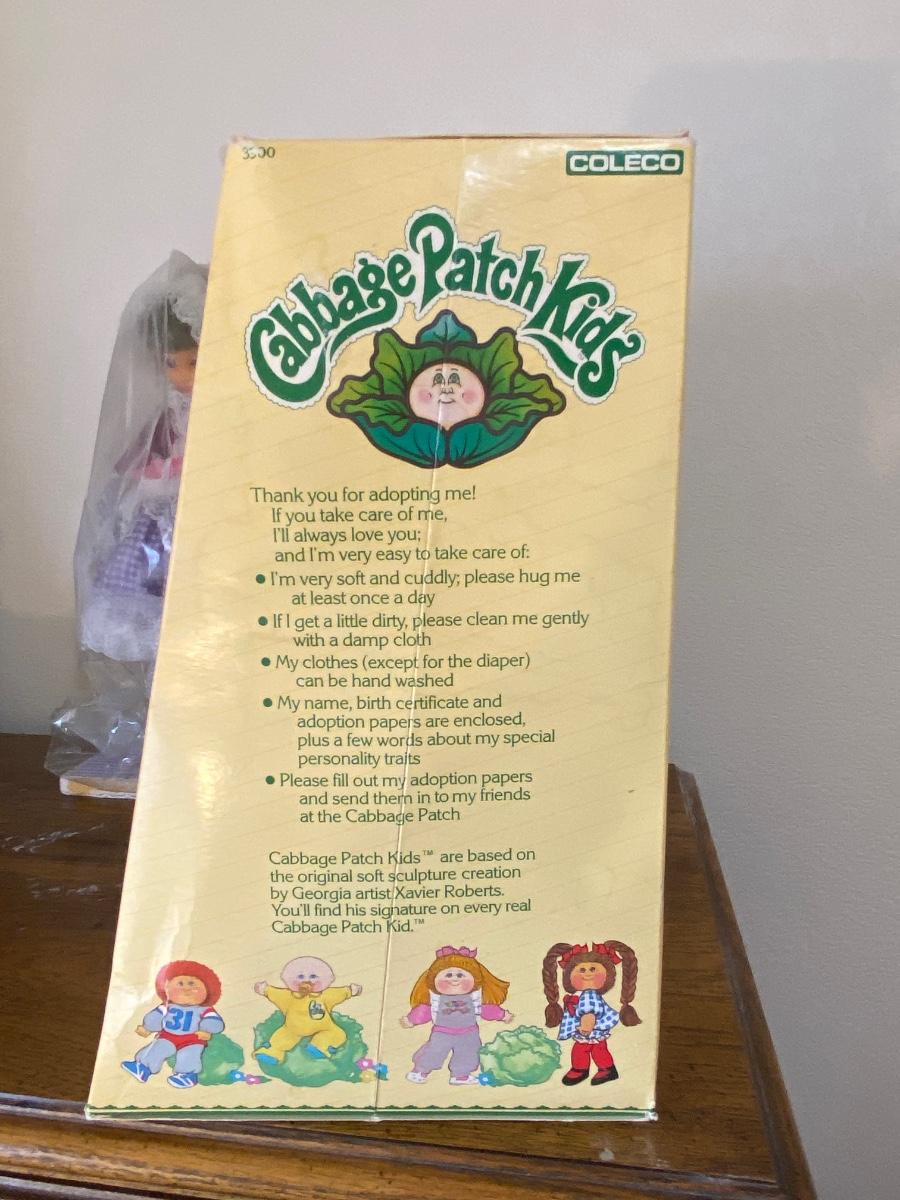 3900
COLECO
Cabbage Patch Kids
Thank you for adopting me!
If you take care of me,
I'll always love you;
and I'm very easy to take care of:
• I'm very soft and cuddly; please hug me
at least once a day
• If I get a little dirty, please clean me gently
with a damp cloth
• My clothes (except for the diaper)
can be hand washed
• My name, birth certificate and
adoption papers are enclosed,
plus a few words about my special
personality traits
• Please fill out my adoption papers
and send them in to my friends
at the Cabbage Patch
Cabbage Patch Kids™ are based on
the original soft sculpture creation
by Georgia artist Xavier Roberts.
You'll find his signature on every real
Cabbage Patch Kid.™
31